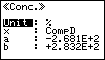 ≪Conc.≫
Unit : %
x : CompD
a : -2.681E+2
b : +2.832E+2